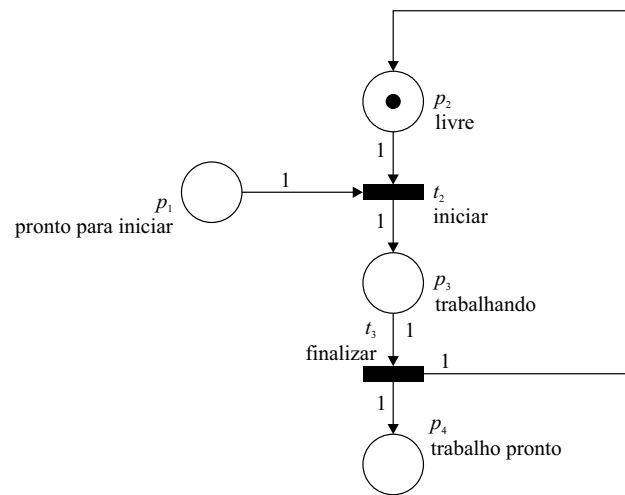 p₂
livre
1
1
p₁
pronto para iniciar
t₂
iniciar
1
p₃
trabalhando
t₃
1
finalizar
1
1
p₄
trabalho pronto